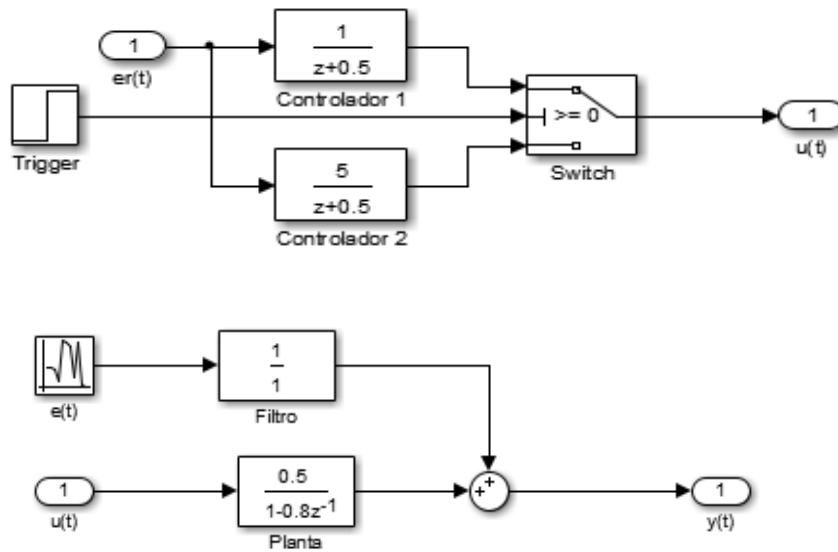 1
er(t)
1
z+0.5
Controlador 1
Trigger
>= 0
Switch
1
u(t)
5
z+0.5
Controlador 2
e(t)
1
1
Filtro
1
u(t)
0.5
1-0.8z-1
Planta
++
1
y(t)